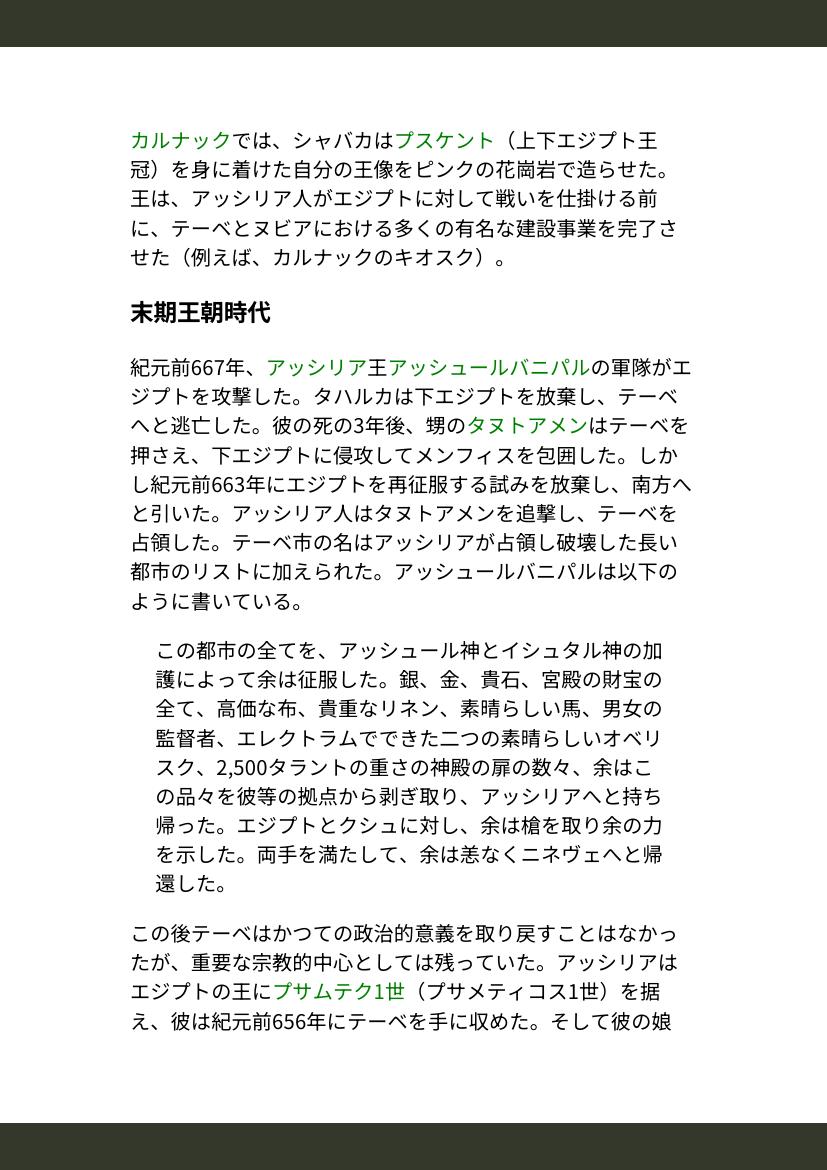 カルナックでは、シャバカはプスケント（上下エジプト王
冠）を身に着けた自分の王像をピンクの花崗岩で造らせた。
王は、アッシリア人がエジプトに対して戦いを仕掛ける前
に、テーベとヌビアにおける多くの有名な建設事業を完了さ
せた（例えば、カルナックのキオスク）。
末期王朝時代
紀元前667年、アッシリア王アッシュールバニパルの軍隊がエ
ジプトを攻撃した。タハルカは下エジプトを放棄し、テーベ
へと逃亡した。彼の死の3年後、甥のタヌトアメンはテーベを
押さえ、下エジプトに侵攻してメンフィスを包囲した。しか
し紀元前663年にエジプトを再征服する試みを放棄し、南方へ
と引いた。アッシリア人はタヌトアメンを追撃し、テーベを
占領した。テーベ市の名はアッシリアが占領し破壊した長い
都市のリストに加えられた。アッシュールバニパルは以下の
ように書いている。
この都市の全てを、アッシュール神とイシュタル神の加
護によって余は征服した。銀、金、貴石、宮殿の財宝の
全て、高価な布、貴重なリネン、素晴らしい馬、男女の
監督者、エレクトラムでできた二つの素晴らしいオベリ
スク、2,500タラントの重さの神殿の扉の数々、余はこ
の品々を彼等の拠点から剥ぎ取り、アッシリアへと持ち
帰った。エジプトとクシュに対し、余は槍を取り余の力
を示した。両手を満たして、余は恙なくニネヴェへと帰
還した。
この後テーベはかつての政治的意義を取り戻すことはなかっ
たが、重要な宗教的中心としては残っていた。アッシリアは
エジプトの王にプサムテク1世（プサメティコス1世）を据
え、彼は紀元前656年にテーベを手に収めた。そして彼の娘